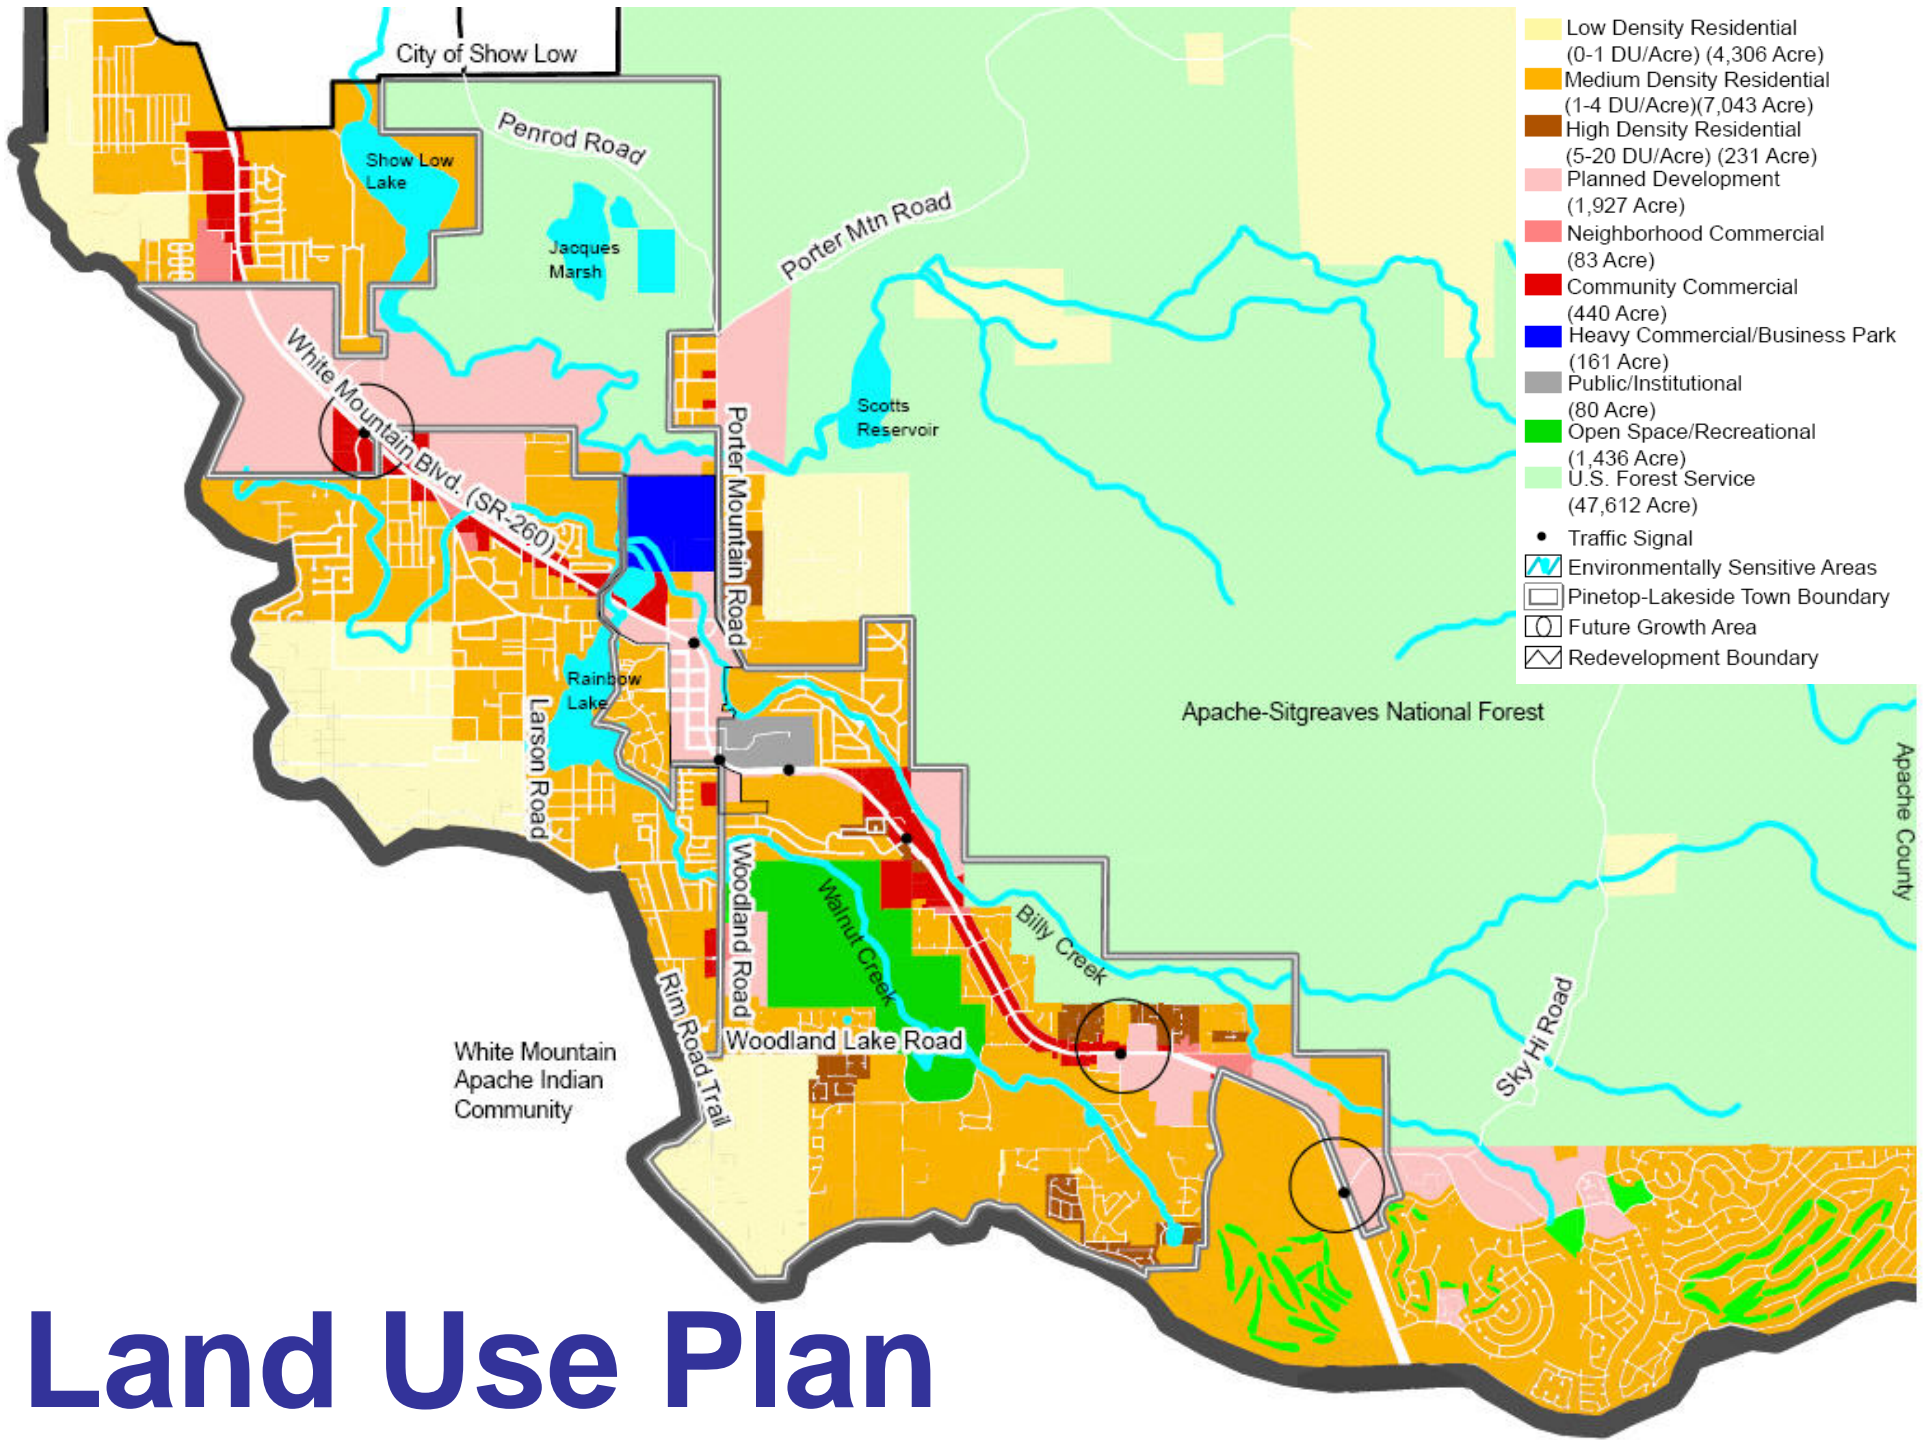 City of Show Low
Penrod Road
Show Low
Lake
Jacques
Marsh
Porter Mtn Road
White Mountain Blvd. (SR-260)
Scotts
Reservoir
Porter Mountain Road
Rainbow
Lake
Larson Road
Apache-Sitgreaves National Forest
Apache County
Woodland Road
Walnut Creek
Billy Creek
Rim Road Trail
Woodland Lake Road
Sky Hi Road
White Mountain
Apache Indian
Community
Low Density Residential
(0-1 DU/Acre) (4,306 Acre)
Medium Density Residential
(1-4 DU/Acre)(7,043 Acre)
High Density Residential
(5-20 DU/Acre) (231 Acre)
Planned Development
(1,927 Acre)
Neighborhood Commercial
(83 Acre)
Community Commercial
(440 Acre)
Heavy Commercial/Business Park
(161 Acre)
Public/Institutional
(80 Acre)
Open Space/Recreational
(1,436 Acre)
U.S. Forest Service
(47,612 Acre)
Traffic Signal
Environmentally Sensitive Areas
Pinetop-Lakeside Town Boundary
Future Growth Area
Redevelopment Boundary
Land Use Plan